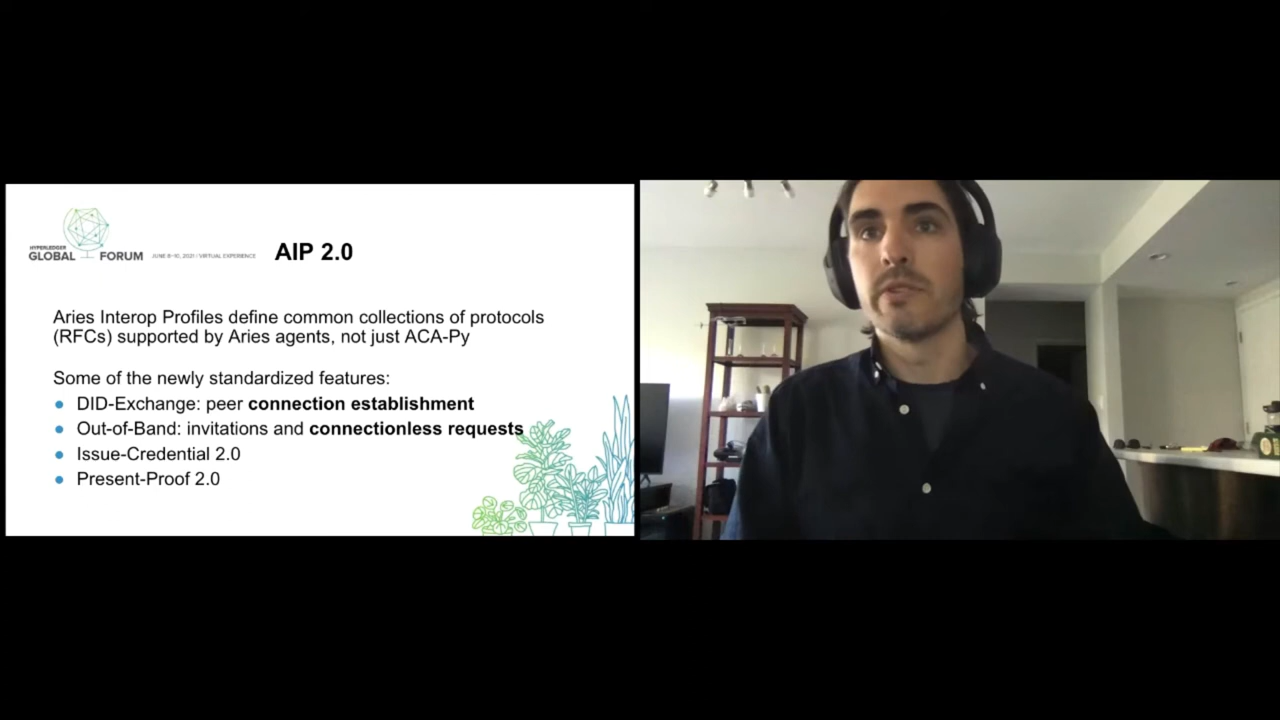 HYPERLEDGER
GLOBAL FORUM JUNE 8-10, 2021 / VIRTUAL EXPERIENCE AIP 2.0
Aries Interop Profiles define common collections of protocols
(RFCs) supported by Aries agents, not just ACA-Py
Some of the newly standardized features:
● DID-Exchange: peer connection establishment
● Out-of-Band: invitations and connectionless requests
● Issue-Credential 2.0
● Present-Proof 2.0